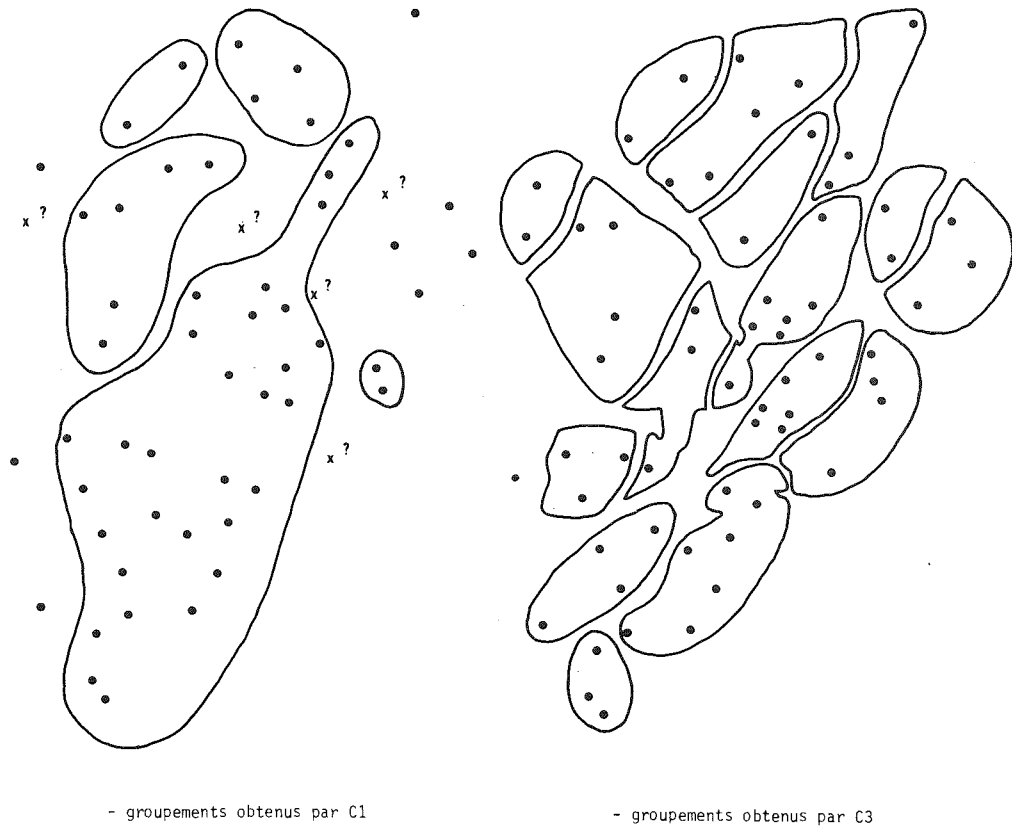 x ?
x ?
x ?
x ?
x ?
- groupements obtenus par C1
- groupements obtenus par C3